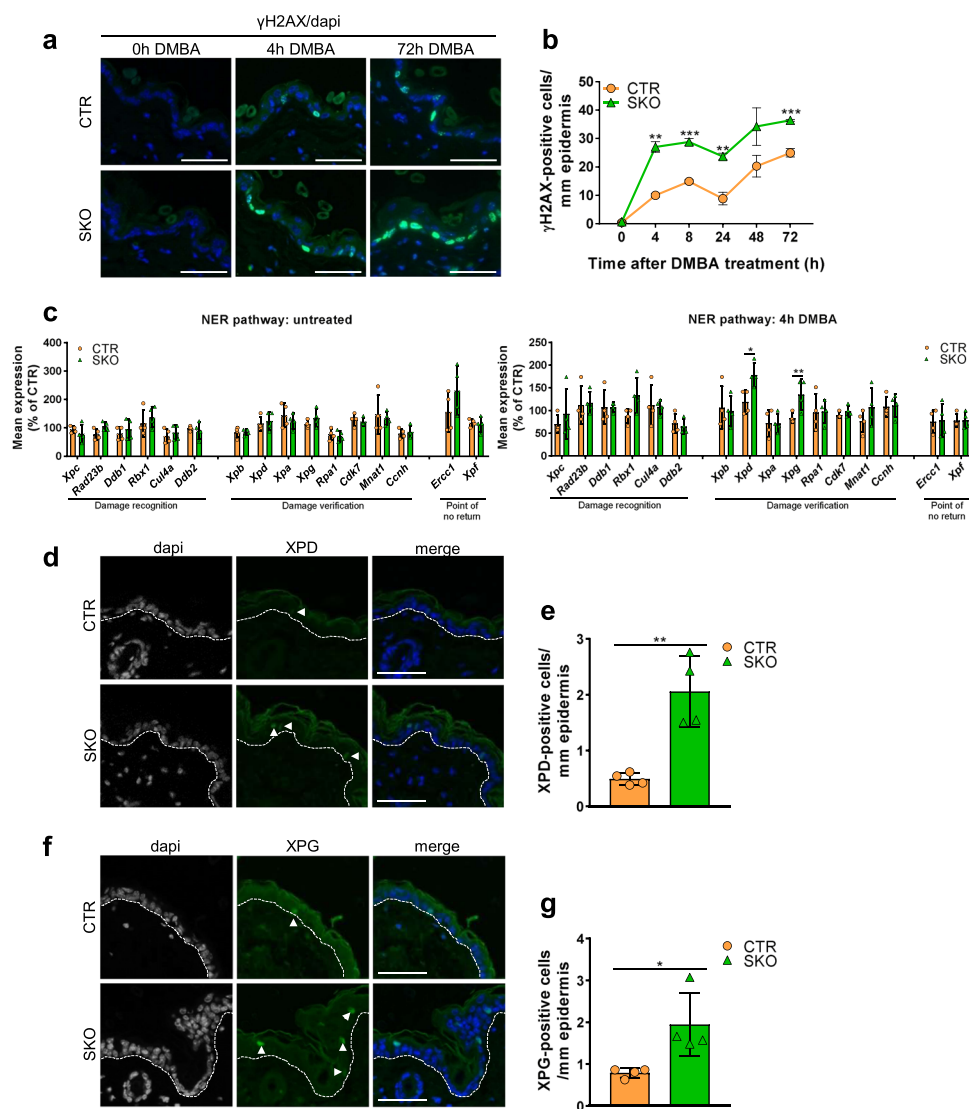 a
γH2AX/dapi
0h DMBA
4h DMBA
72h DMBA
CTR
SKO
b
CTR
SKO
γH2AX-positive cells/
mm epidermis
50
40
30
20
10
0
**
***
**
***
0
4
8
24
48
72
Time after DMBA treatment (h)
c
NER pathway: untreated
CTR
SKO
Mean expression
(% of CTR)
400
300
200
100
0
Xpc
Rad23b
Ddb1
Rbx1
Cul4a
Ddb2
Xpb
Xpd
Xpa
Xpg
Rpa1
Cdk7
Mnat1
Ccnh
Ercc1
Xpf
Damage recognition
Damage verification
Point of
no return
NER pathway: 4h DMBA
CTR
SKO
Mean expression
(% of CTR)
250
200
150
100
50
0
*
**
Xpc
Rad23b
Ddb1
Rbx1
Cul4a
Ddb2
Xpb
Xpd
Xpa
Xpg
Rpa1
Cdk7
Mnat1
Ccnh
Ercc1
Xpf
Damage recognition
Damage verification
Point of
no return
d
dapi
XPD
merge
CTR
SKO
e
XPD-positive cells/
mm epidermis
3
2
1
0
**
CTR
SKO
f
dapi
XPG
merge
CTR
SKO
g
XPG-positive cells
/mm epidermis
4
3
2
1
0
*
CTR
SKO